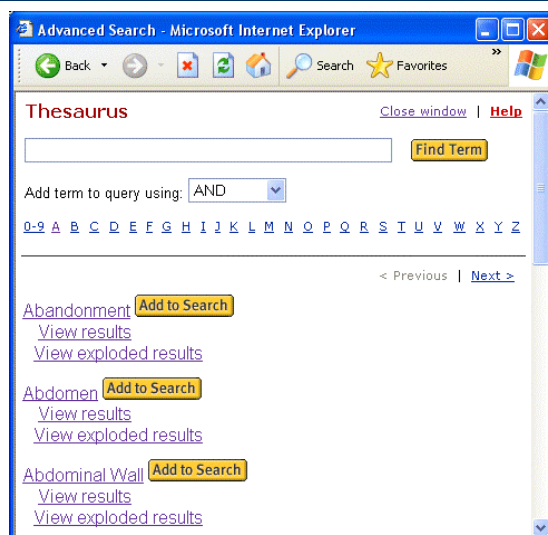 Advanced Search - Microsoft Internet Explorer
Back Search Favorites »
Thesaurus Close window | Help
Find Term
Add term to query using: AND
0-9 A B C D E F G H I J K L M N O P Q R S T U V W X Y Z
< Previous | Next >
Abandonment Add to Search
View results
View exploded results
Abdomen Add to Search
View results
View exploded results
Abdominal Wall Add to Search
View results
View exploded results